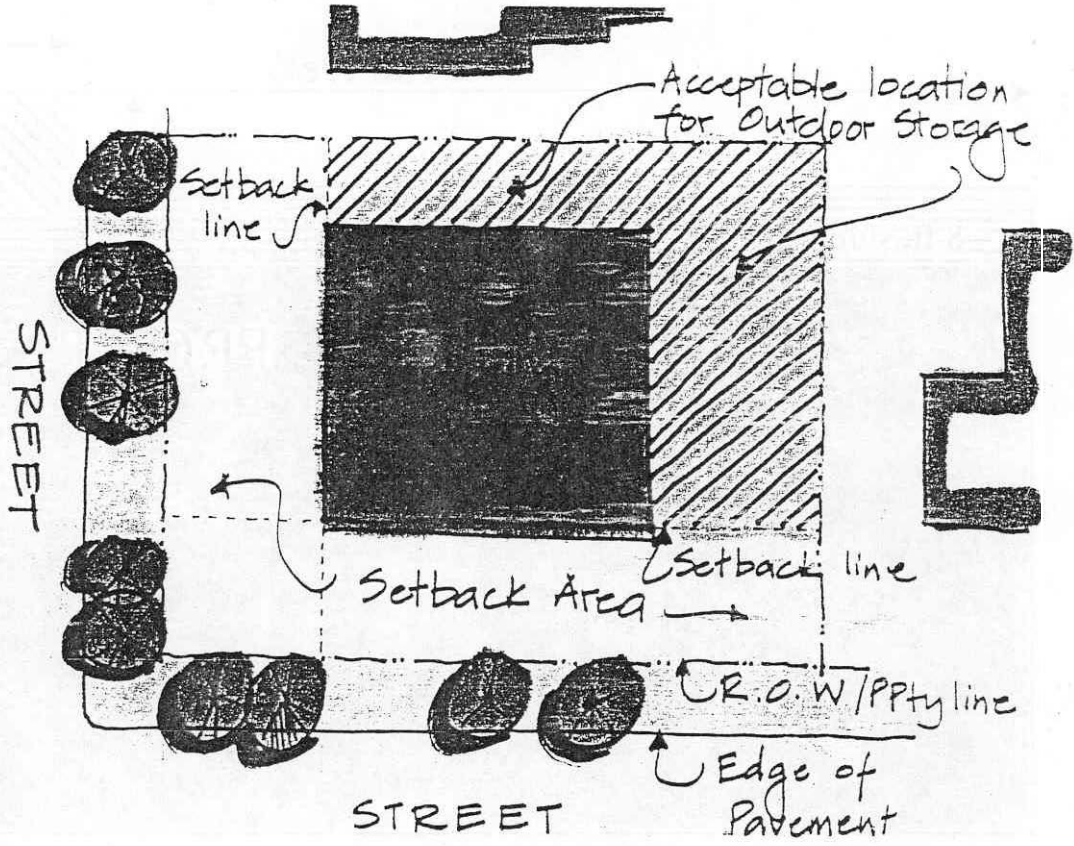 Acceptable location
for Outdoor Storage
Setback
line
STREET
Setback line
Setback Area
R.O.W/PPty line
Edge of
Pavement
STREET